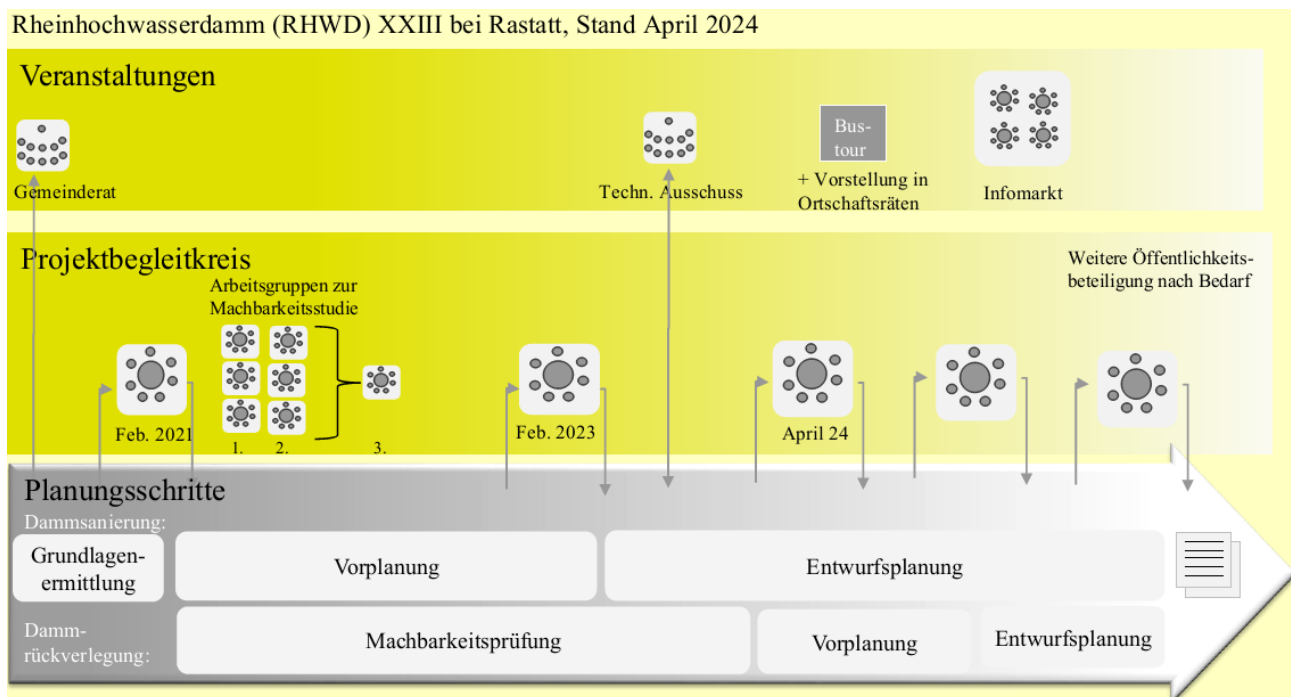 Rheinhochwasserdamm (RHWD) XXIII bei Rastatt, Stand April 2024
Veranstaltungen
Bus-
tour
Gemeinderat
Techn. Ausschuss
+ Vorstellung in
Ortschaftsräten
Infomarkt
Projektbegleitkreis
Weitere Öffentlichkeits-
beteiligung nach Bedarf
Arbeitsgruppen zur
Machbarkeitsstudie
Feb. 2021
1.
2.
3.
Feb. 2023
April 24
Planungsschritte
Dammsanierung:
Grundlagen-
ermittlung
Vorplanung
Entwurfsplanung
Damm-
rückverlegung:
Machbarkeitsprüfung
Vorplanung
Entwurfsplanung